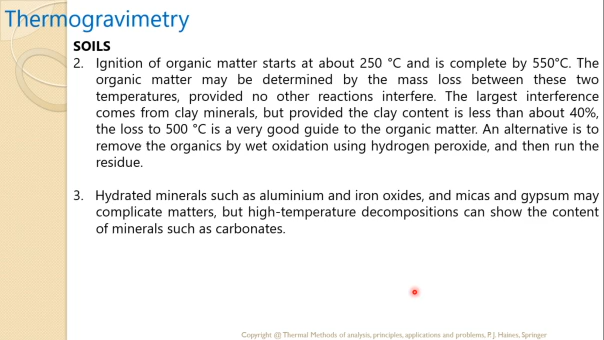 Thermogravimetry
SOILS
2. Ignition of organic matter starts at about 250 °C and is complete by 550°C. The
organic matter may be determined by the mass loss between these two
temperatures, provided no other reactions interfere. The largest interference
comes from clay minerals, but provided the clay content is less than about 40%,
the loss to 500 °C is a very good guide to the organic matter. An alternative is to
remove the organics by wet oxidation using hydrogen peroxide, and then run the
residue.
3. Hydrated minerals such as aluminium and iron oxides, and micas and gypsum may
complicate matters, but high-temperature decompositions can show the content
of minerals such as carbonates.
Copyright @ Thermal Methods of analysis, principles, applications and problems, P. J. Haines, Springer